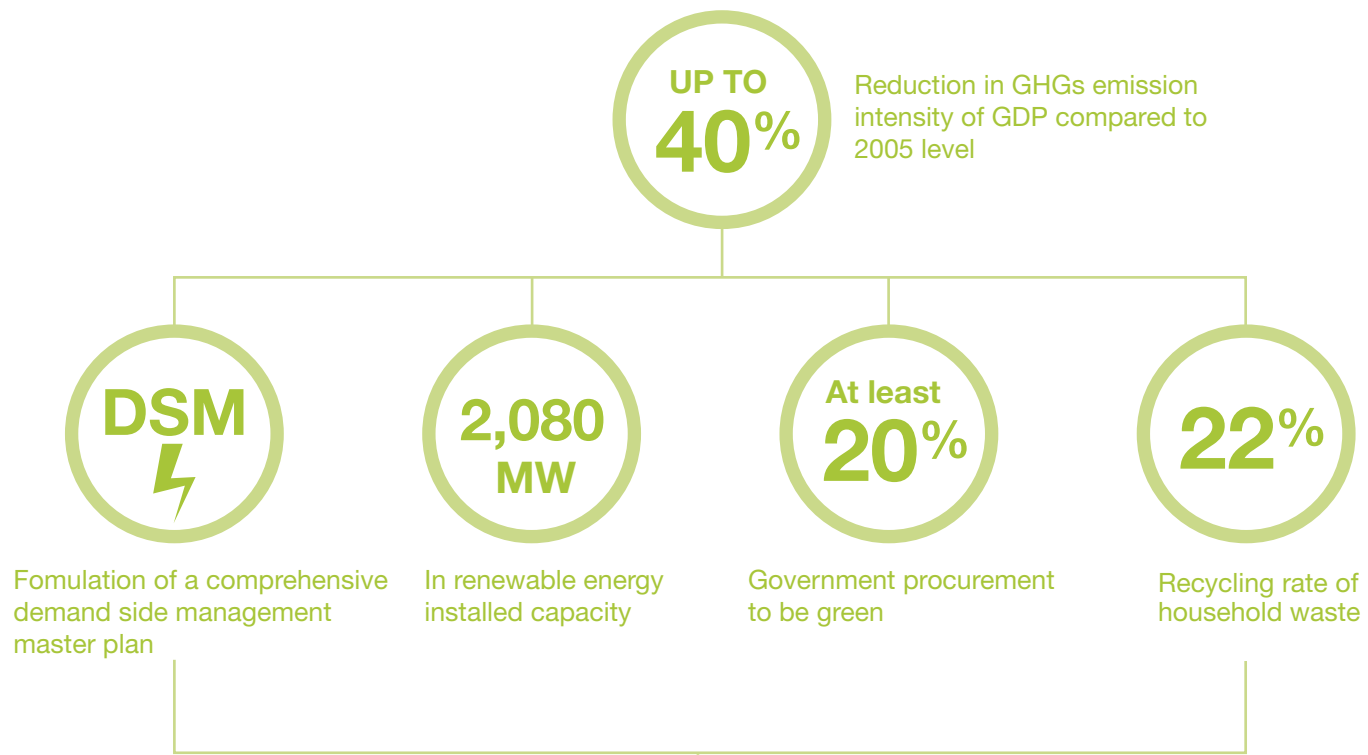 UP TO
40%
Reduction in GHGs emission
intensity of GDP compared to
2005 level
DSM
Fomulation of a comprehensive
demand side management
master plan
2,080
MW
In renewable energy
installed capacity
At least
20%
Government procurement
to be green
22%
Recycling rate of
household waste